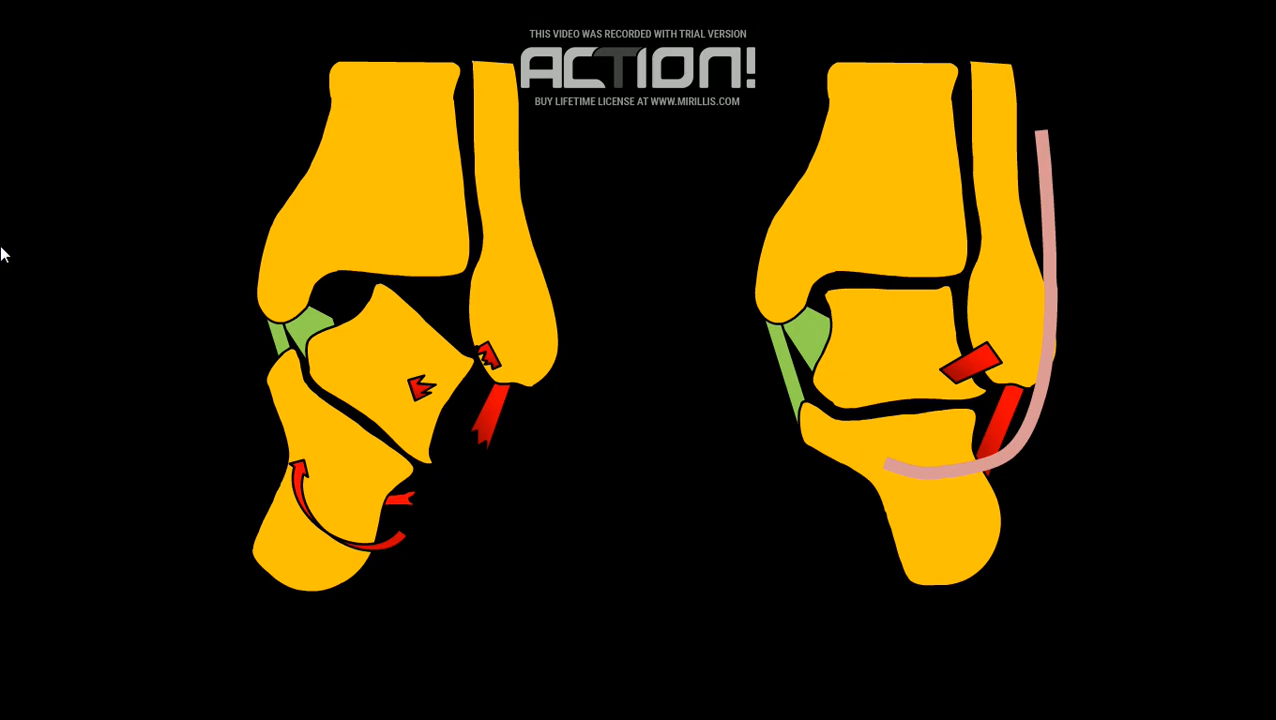 THIS VIDEO WAS RECORDED WITH TRIAL VERSION
ACTION!
BUY LIFETIME LICENSE AT WWW.MIRILLIS.COM